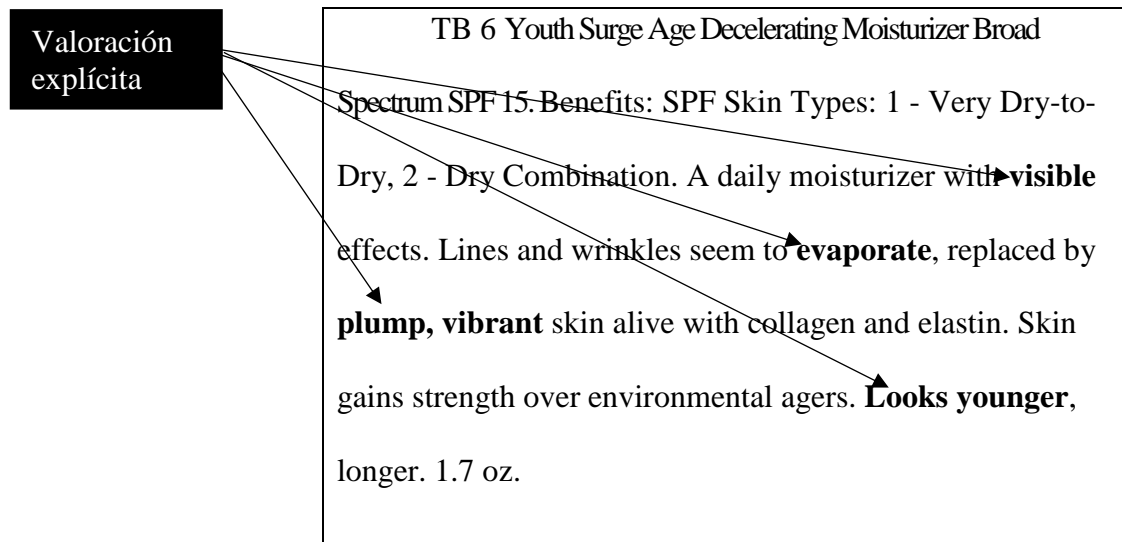 Valoración
explícita
TB 6 Youth Surge Age Decelerating Moisturizer Broad
Spectrum SPF 15. Benefits: SPF Skin Types: 1 - Very Dry-to-
Dry, 2 - Dry Combination. A daily moisturizer with visible
effects. Lines and wrinkles seem to evaporate, replaced by
plump, vibrant skin alive with collagen and elastin. Skin
gains strength over environmental agers. Looks younger,
longer. 1.7 oz.